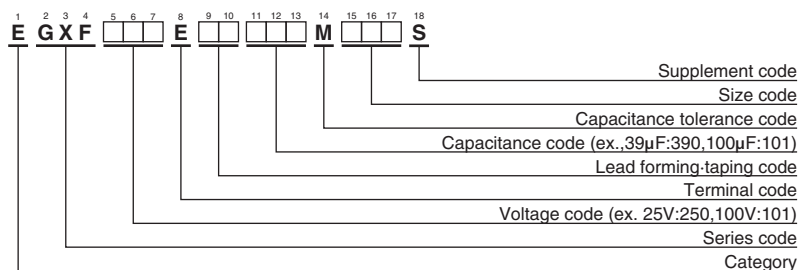 1 2 3 4 5 6 7 8 9 10 11 12 13 14 15 16 17 18
E G X F E M S
Supplement code
Size code
Capacitance tolerance code
Capacitance code (ex.,39μF:390,100μF:101)
Lead forming·taping code
Terminal code
Voltage code (ex. 25V:250,100V:101)
Series code
Category